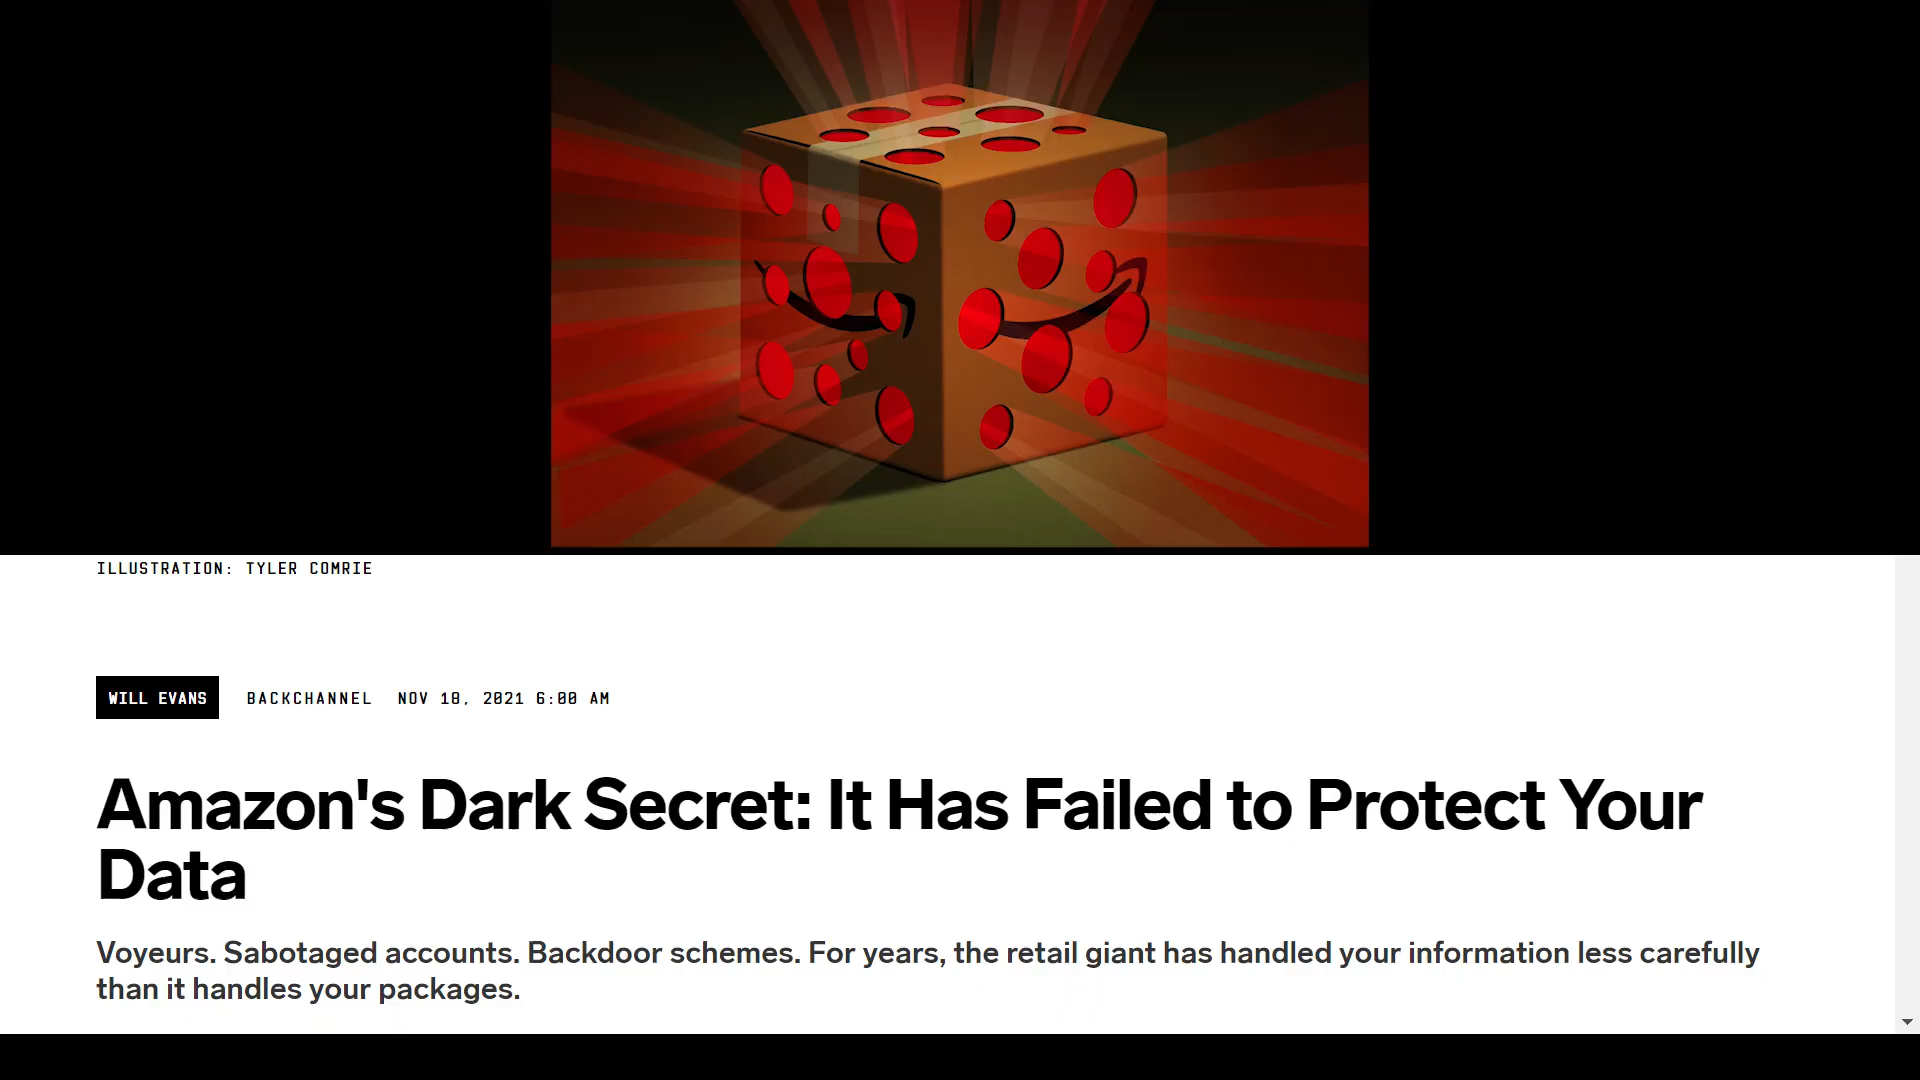 ILLUSTRATION: TYLER COMRIE
WILL EVANS BACKCHANNEL NOV 18, 2021 6:00 AM
Amazon's Dark Secret: It Has Failed to Protect Your
Data
Voyeurs. Sabotaged accounts. Backdoor schemes. For years, the retail giant has handled your information less carefully
than it handles your packages.